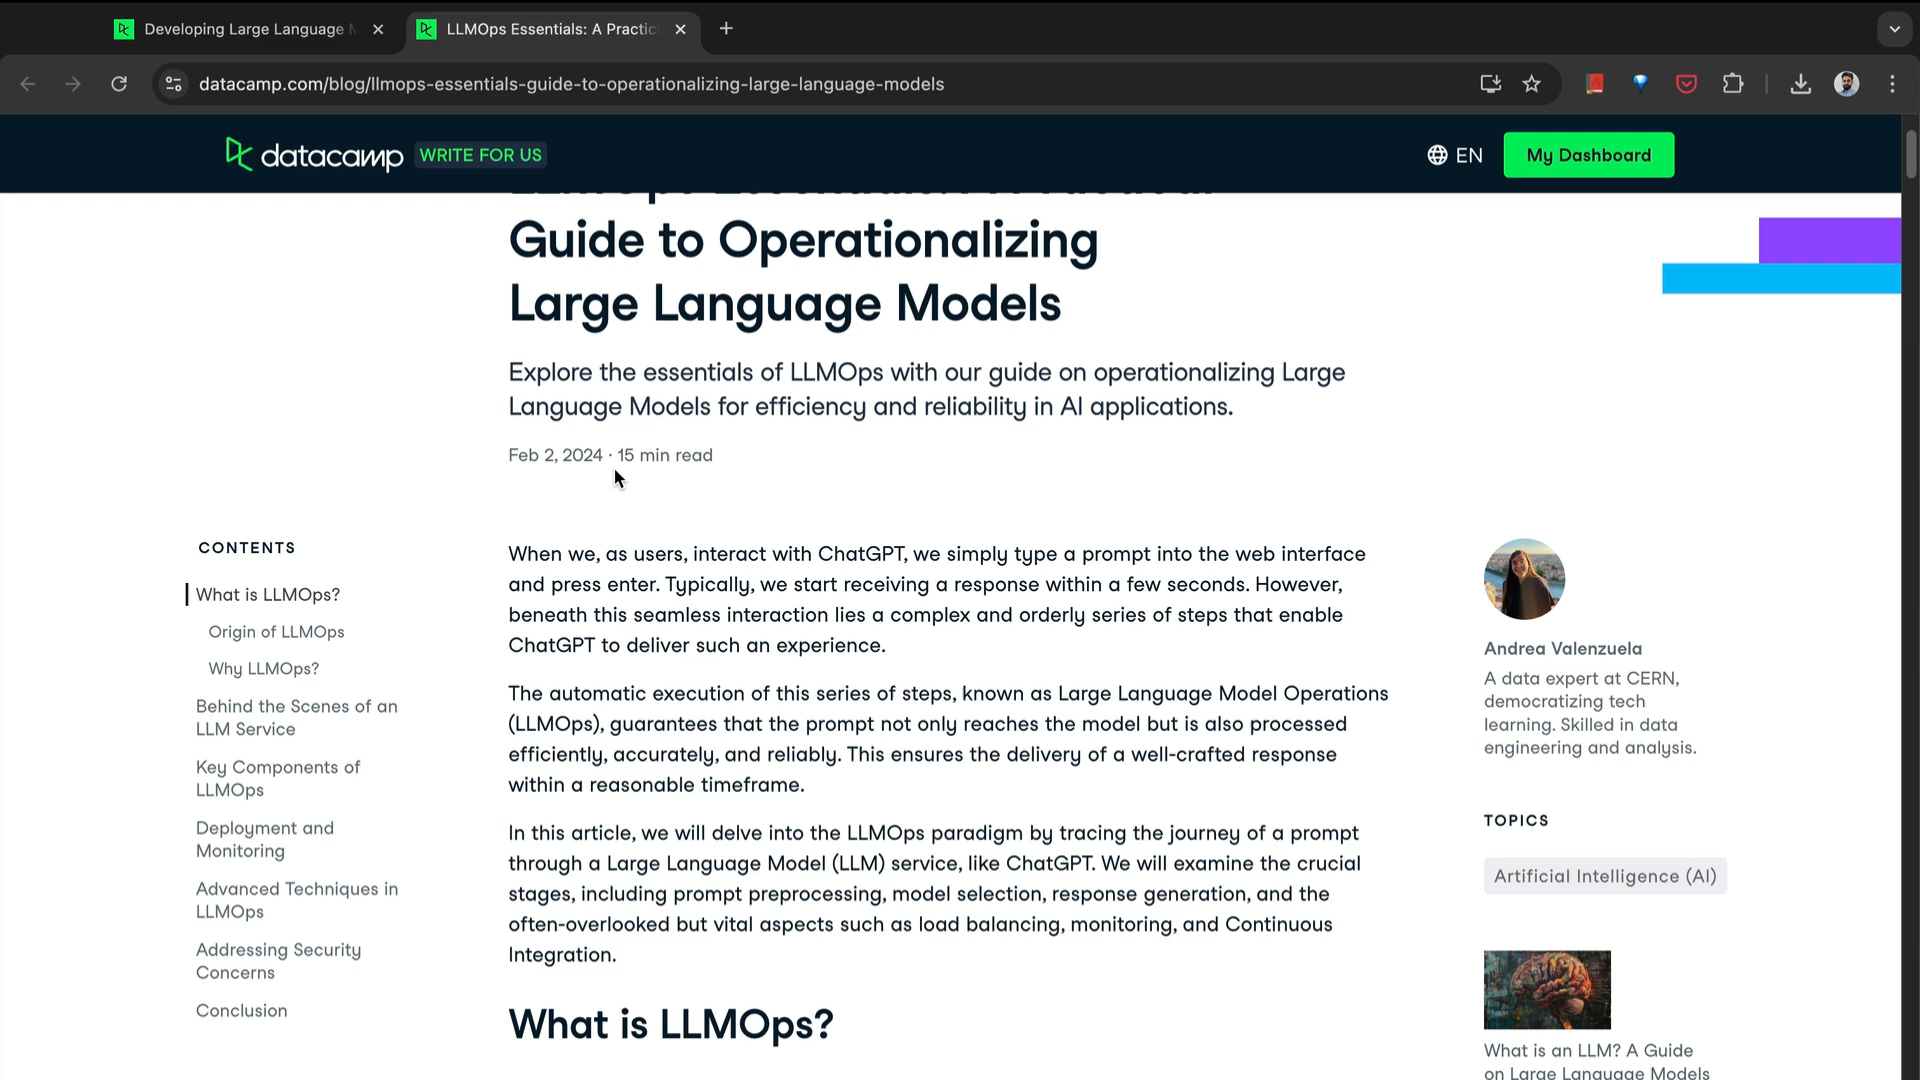 Developing Large Language
LLMOps Essentials: A Practic
datacamp.com/blog/llmops-essentials-guide-to-operationalizing-large-language-models
datacamp WRITE FOR US
EN
My Dashboard
LLMOps Essentials: A Practical
Guide to Operationalizing
Large Language Models
Explore the essentials of LLMOps with our guide on operationalizing Large
Language Models for efficiency and reliability in AI applications.
Feb 2, 2024 · 15 min read
CONTENTS
What is LLMOps?
Origin of LLMOps
Why LLMOps?
Behind the Scenes of an
LLM Service
Key Components of
LLMOps
Deployment and
Monitoring
Advanced Techniques in
LLMOps
Addressing Security
Concerns
Conclusion
When we, as users, interact with ChatGPT, we simply type a prompt into the web interface
and press enter. Typically, we start receiving a response within a few seconds. However,
beneath this seamless interaction lies a complex and orderly series of steps that enable
ChatGPT to deliver such an experience.
The automatic execution of this series of steps, known as Large Language Model Operations
(LLMOps), guarantees that the prompt not only reaches the model but is also processed
efficiently, accurately, and reliably. This ensures the delivery of a well-crafted response
within a reasonable timeframe.
In this article, we will delve into the LLMOps paradigm by tracing the journey of a prompt
through a Large Language Model (LLM) service, like ChatGPT. We will examine the crucial
stages, including prompt preprocessing, model selection, response generation, and the
often-overlooked but vital aspects such as load balancing, monitoring, and Continuous
Integration.
What is LLMOps?
Andrea Valenzuela
A data expert at CERN,
democratizing tech
learning. Skilled in data
engineering and analysis.
TOPICS
Artificial Intelligence (AI)
What is an LLM? A Guide
on Large Language Models